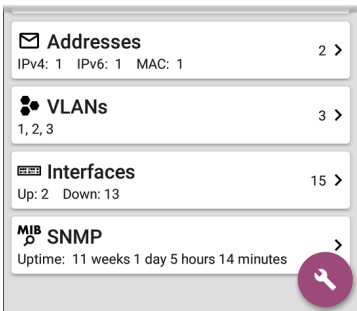 Addresses
2
IPv4: 1 IPv6: 1 MAC: 1
VLANs
3
1, 2, 3
Interfaces
15
Up: 2 Down: 13
MIB
SNMP
Uptime: 11 weeks 1 day 5 hours 14 minutes